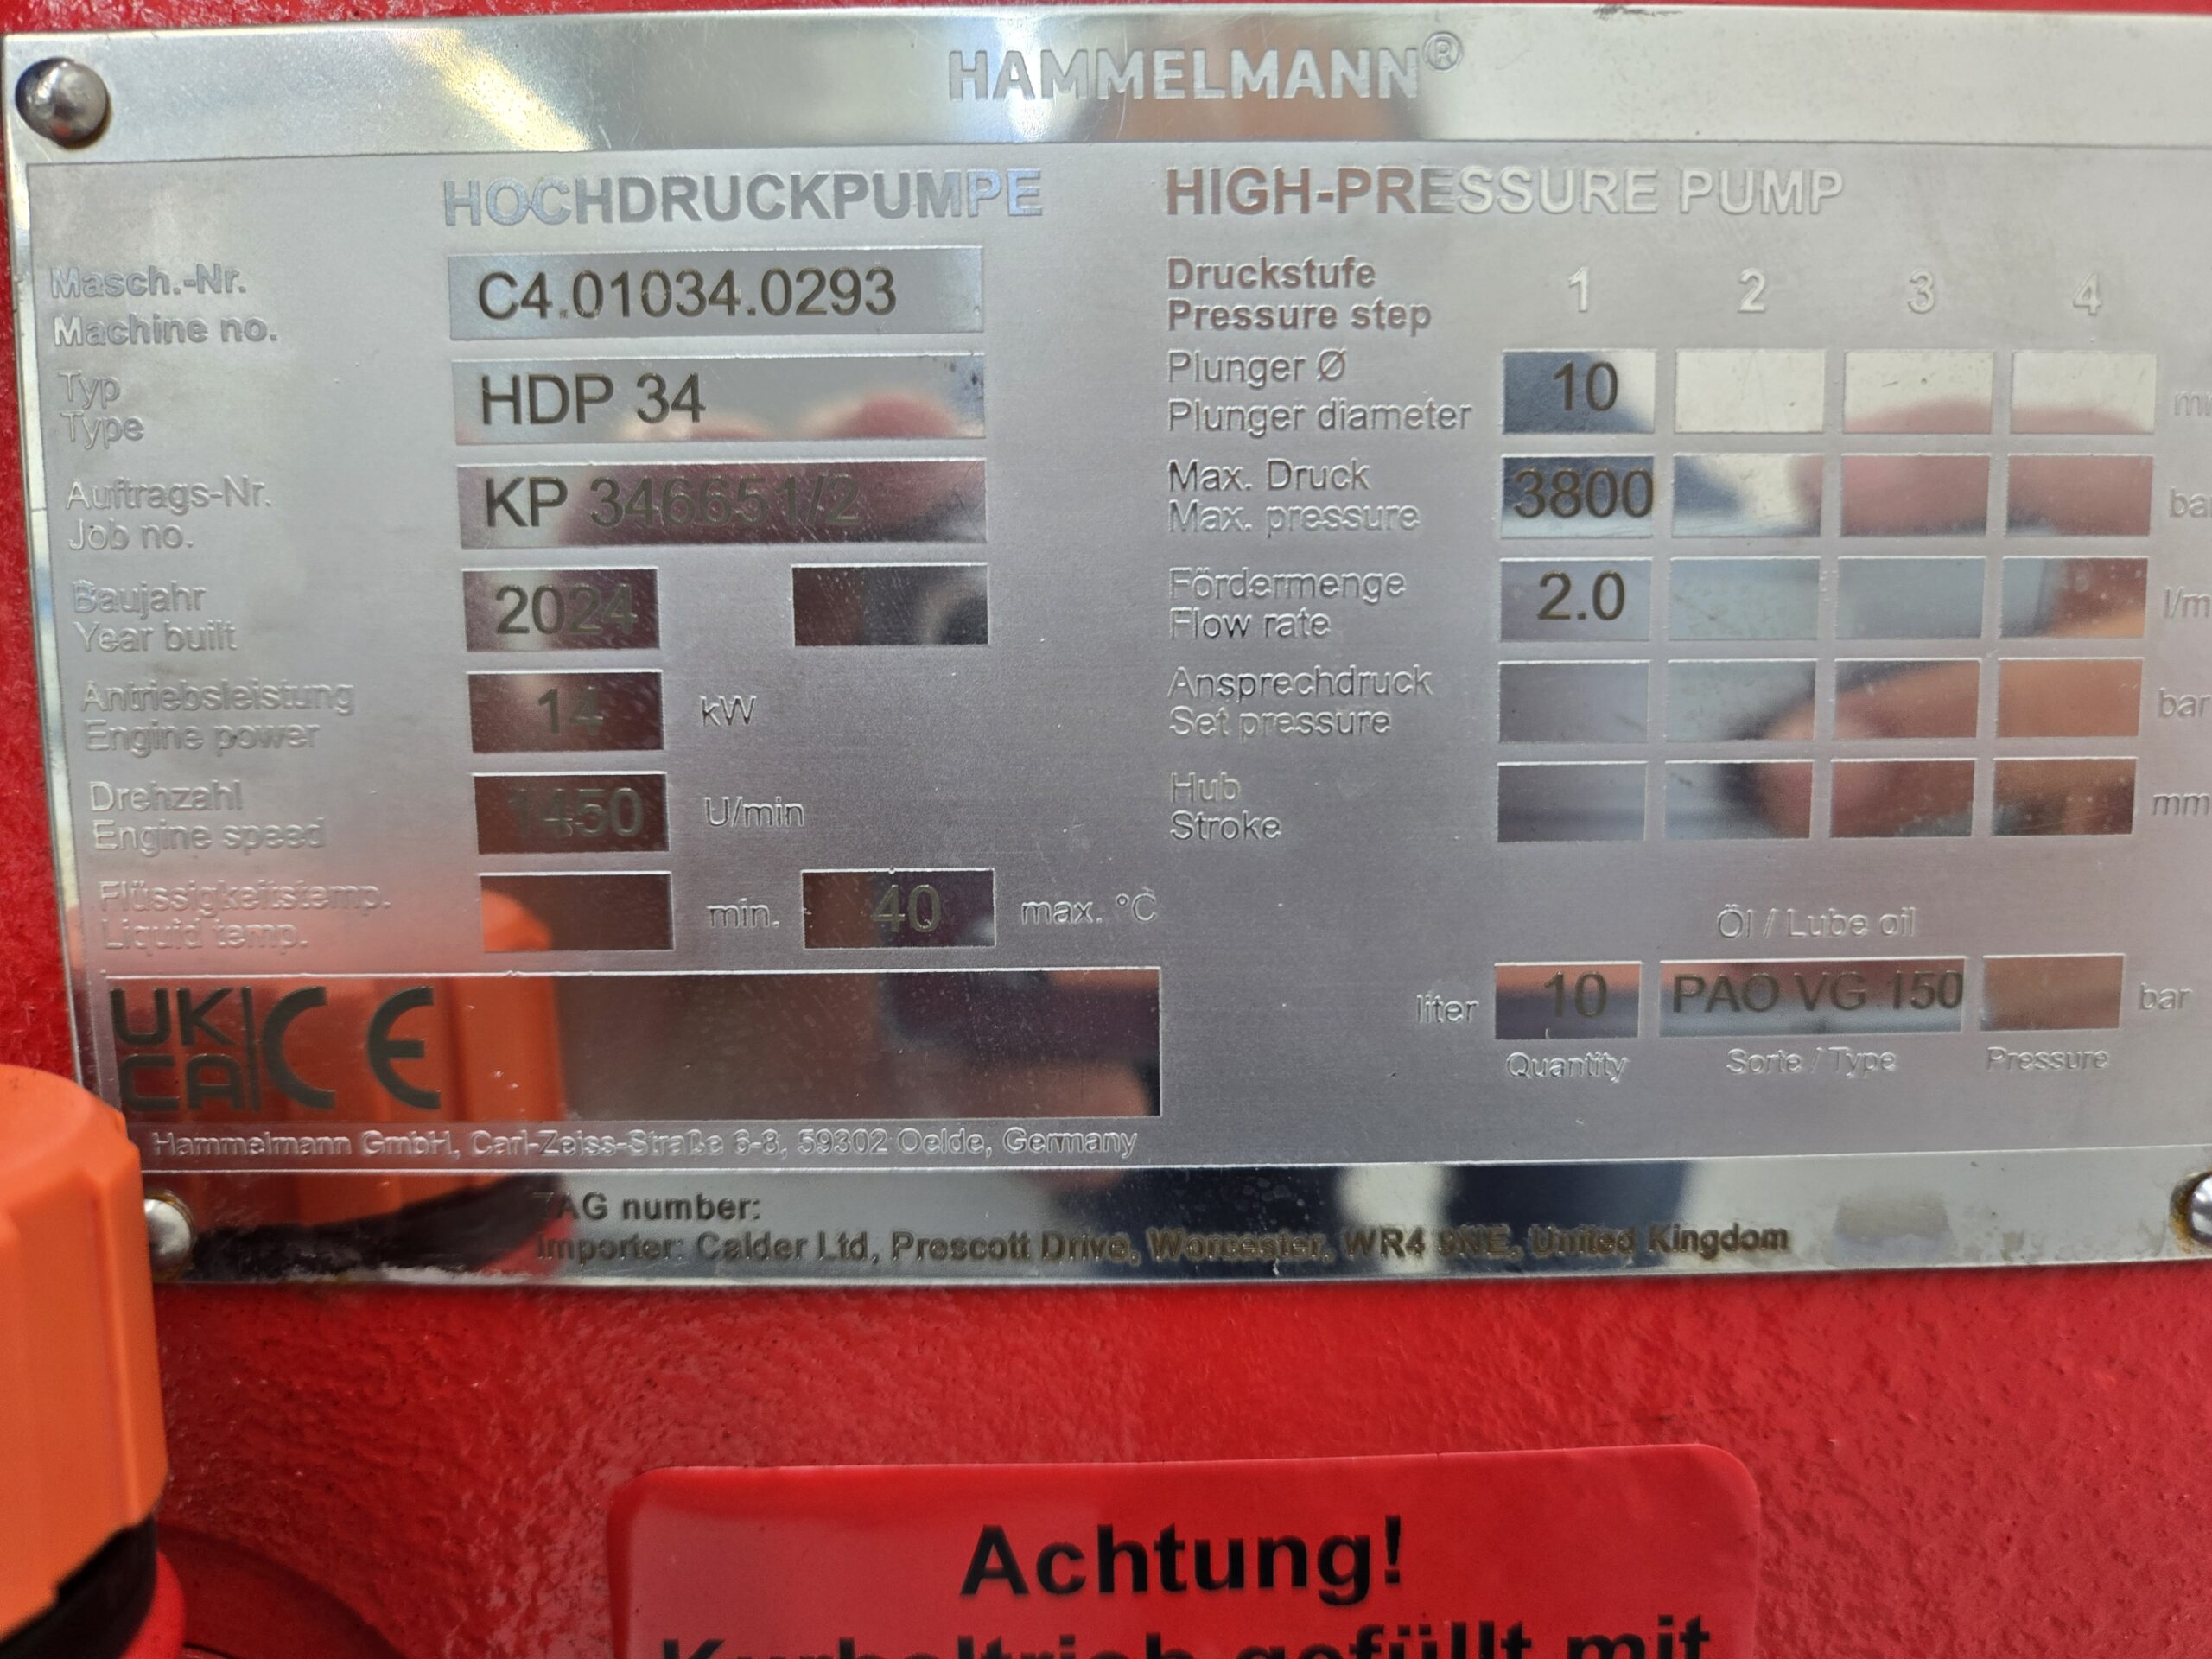 HAMMELMANN®
HOCHDRUCKPUMPE
HIGH-PRESSURE PUMP
Masch.-Nr.
Machine no.
C4.01034.0293
Typ
Type
HDP 34
Auftrags-Nr.
Job no.
KP 346651/2
Baujahr
Year built
2024
Antriebsleistung
Engine power
14 kW
Drehzahl
Engine speed
1450 U/min
Flüssigkeitstemp.
Liquid temp.
min. 40 max. °C
Druckstufe
Pressure step
1 2 3 4
Plunger Ø
Plunger diameter
10
Max. Druck
Max. pressure
3800
Fördermenge
Flow rate
2.0
Ansprechdruck
Set pressure
bar
Hub
Stroke
mm
Öl / Lube oil
liter 10 PAO VG 150 bar
Quantity Sorte / Type Pressure
UK CA CE
Hammelmann GmbH, Carl-Zeiss-Straße 6-8, 59302 Oelde, Germany
number:
Importer: Calder Ltd, Prescott Drive, Worcester, WR4 9NE, United Kingdom
Achtung!
Kurbeltrieb gefüllt mit